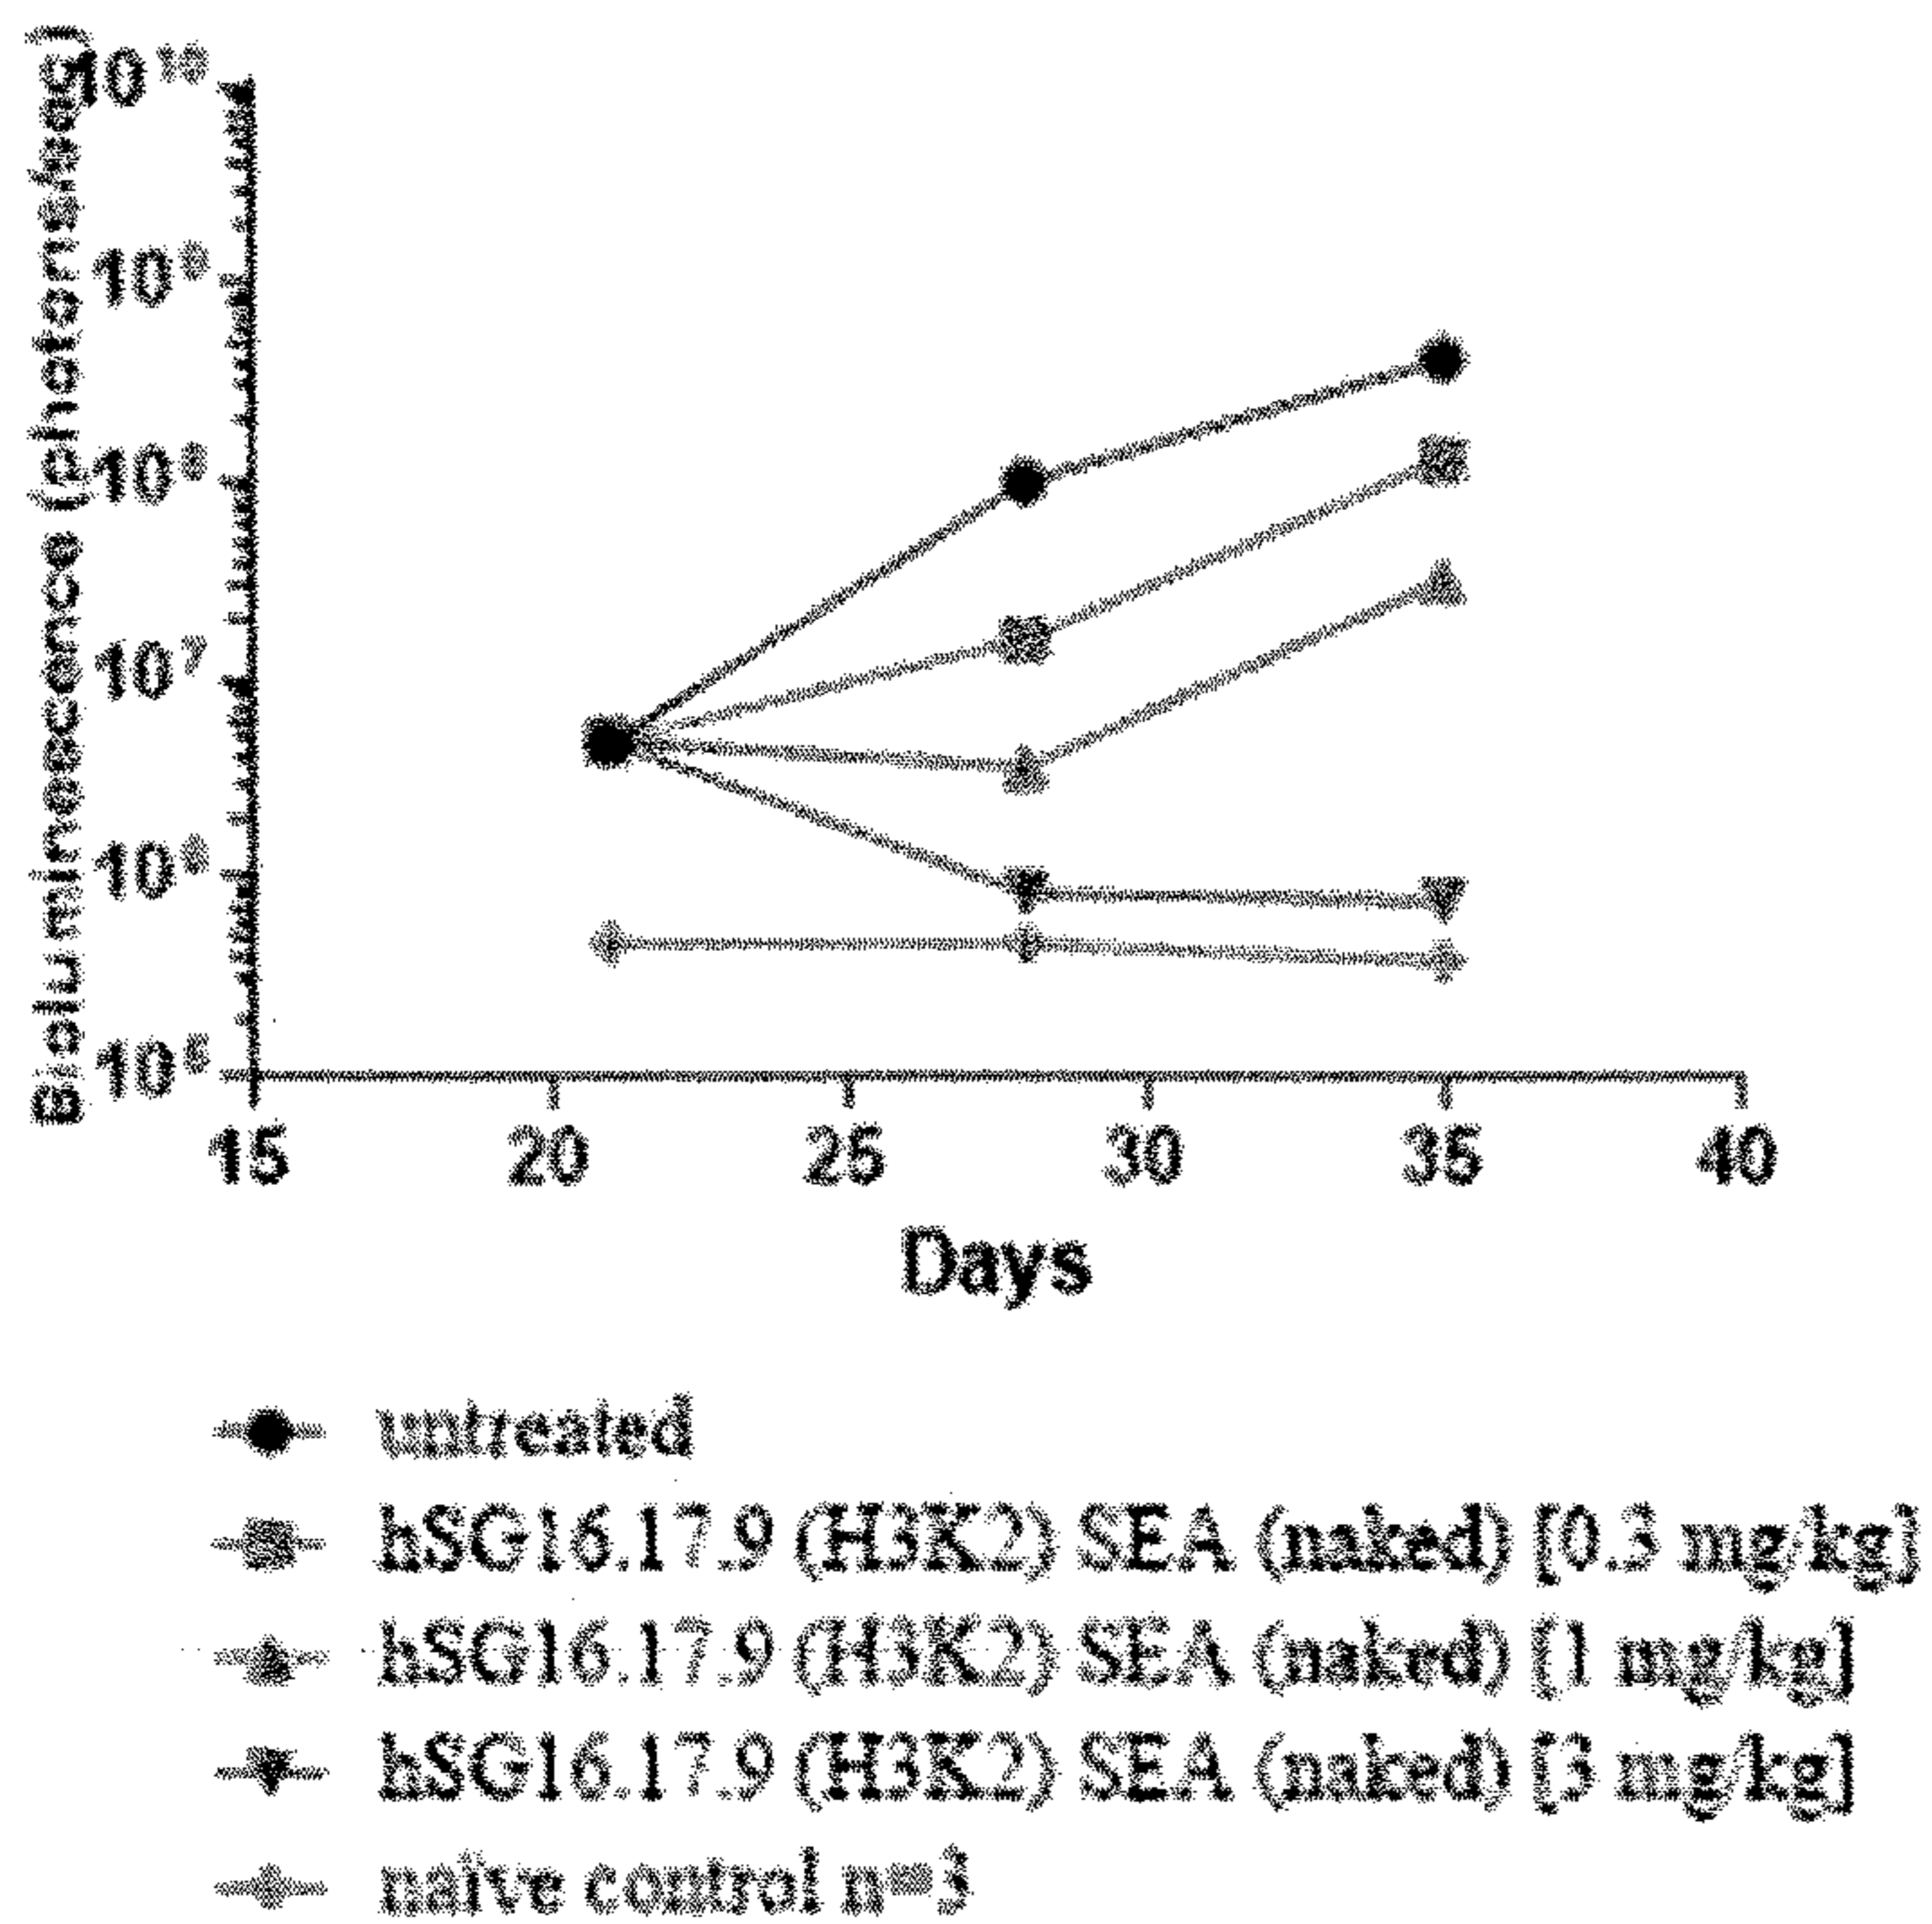 Bioluminescence (photons/sec)
10¹⁰
10⁹
10⁸
10⁷
10⁶
10⁵
15 20 25 30 35 40
Days
untreated
hSG16.17.9 (H3K2) SEA (naked) [0.3 mg/kg]
hSG16.17.9 (H3K2) SEA (naked) [1 mg/kg]
hSG16.17.9 (H3K2) SEA (naked) [3 mg/kg]
naïve control n=3